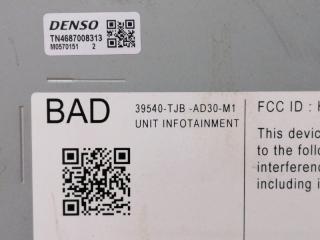 DENSO
TN4687008313
M0570151 2
BAD
39540-TJB -AD30-M1
UNIT INFOTAINMENT
FCC ID :
This devic
to the follo
interferenc
including i